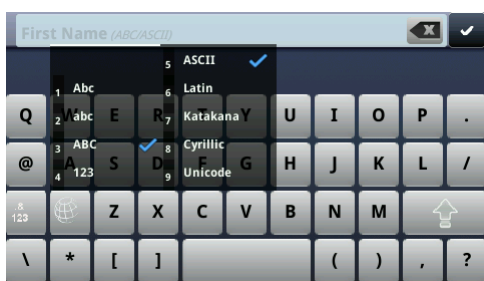 First Name (ABC/ASCII)
1 Abc
2 abc
3 ABC
4 123
5 ASCII
6 Latin
7 Katakana
8 Cyrillic
9 Unicode
Q W E R T Y U I O P .
@ A S D F G H J K L /
.&
123
Z X C V B N M
\ * [ ] ( ) , ?